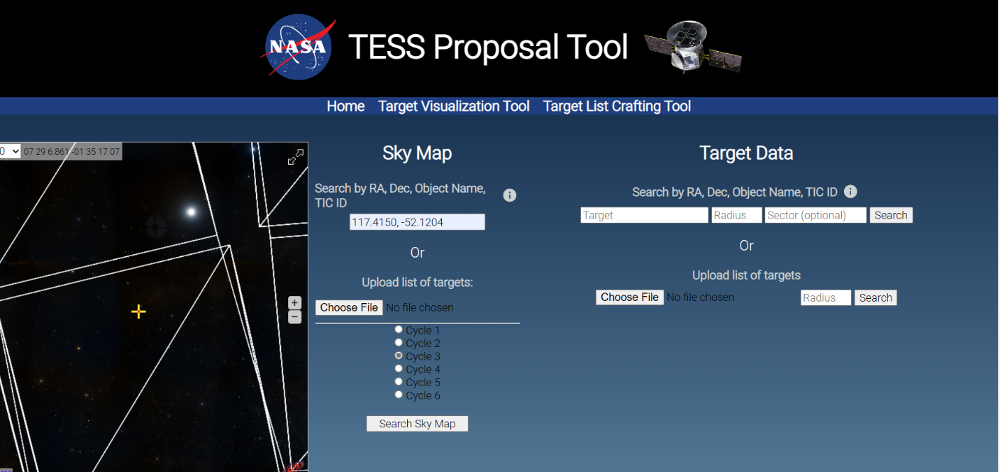 NASA
TESS Proposal Tool
Home Target Visualization Tool Target List Crafting Tool
07 29 6.861 -01 35 17.07
Sky Map
Search by RA, Dec, Object Name,
TIC ID
117.4150, -52.1204
Or
Upload list of targets:
Choose File No file chosen
Cycle 1
Cycle 2
Cycle 3
Cycle 4
Cycle 5
Cycle 6
Search Sky Map
Target Data
Search by RA, Dec, Object Name, TIC ID
Target Radius Sector (optional) Search
Or
Upload list of targets
Choose File No file chosen Radius Search